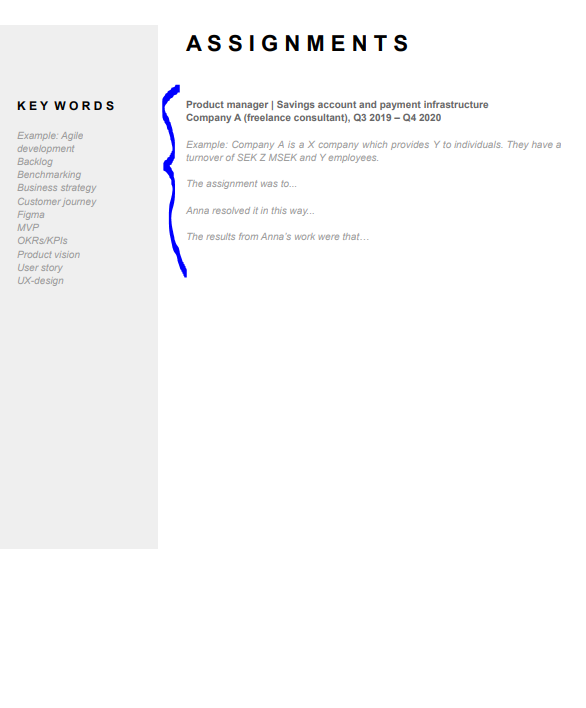 ASSIGNMENTS
KEY WORDS
Example: Agile
development
Backlog
Benchmarking
Business strategy
Customer journey
Figma
MVP
OKRs/KPIs
Product vision
User story
UX-design
Product manager | Savings account and payment infrastructure
Company A (freelance consultant), Q3 2019 – Q4 2020
Example: Company A is a X company which provides Y to individuals. They have a
turnover of SEK Z MSEK and Y employees.
The assignment was to...
Anna resolved it in this way...
The results from Anna's work were that…